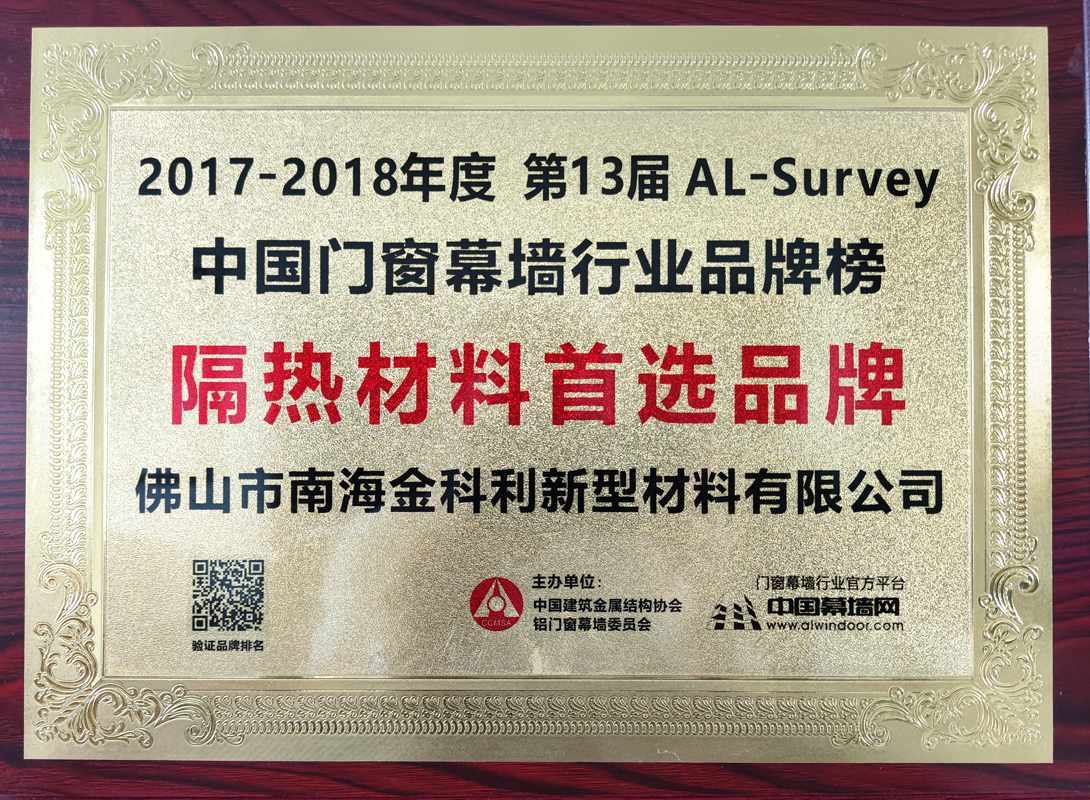 2017-2018年度 第13届 AL-Survey
中国门窗幕墙行业品牌榜
隔热材料首选品牌
佛山市南海金科利新型材料有限公司
验证品牌排名
CCMSA
主办单位：
中国建筑金属结构协会
铝门窗幕墙委员会
门窗幕墙行业官方平台
中国幕墙网
www.alwindoor.com